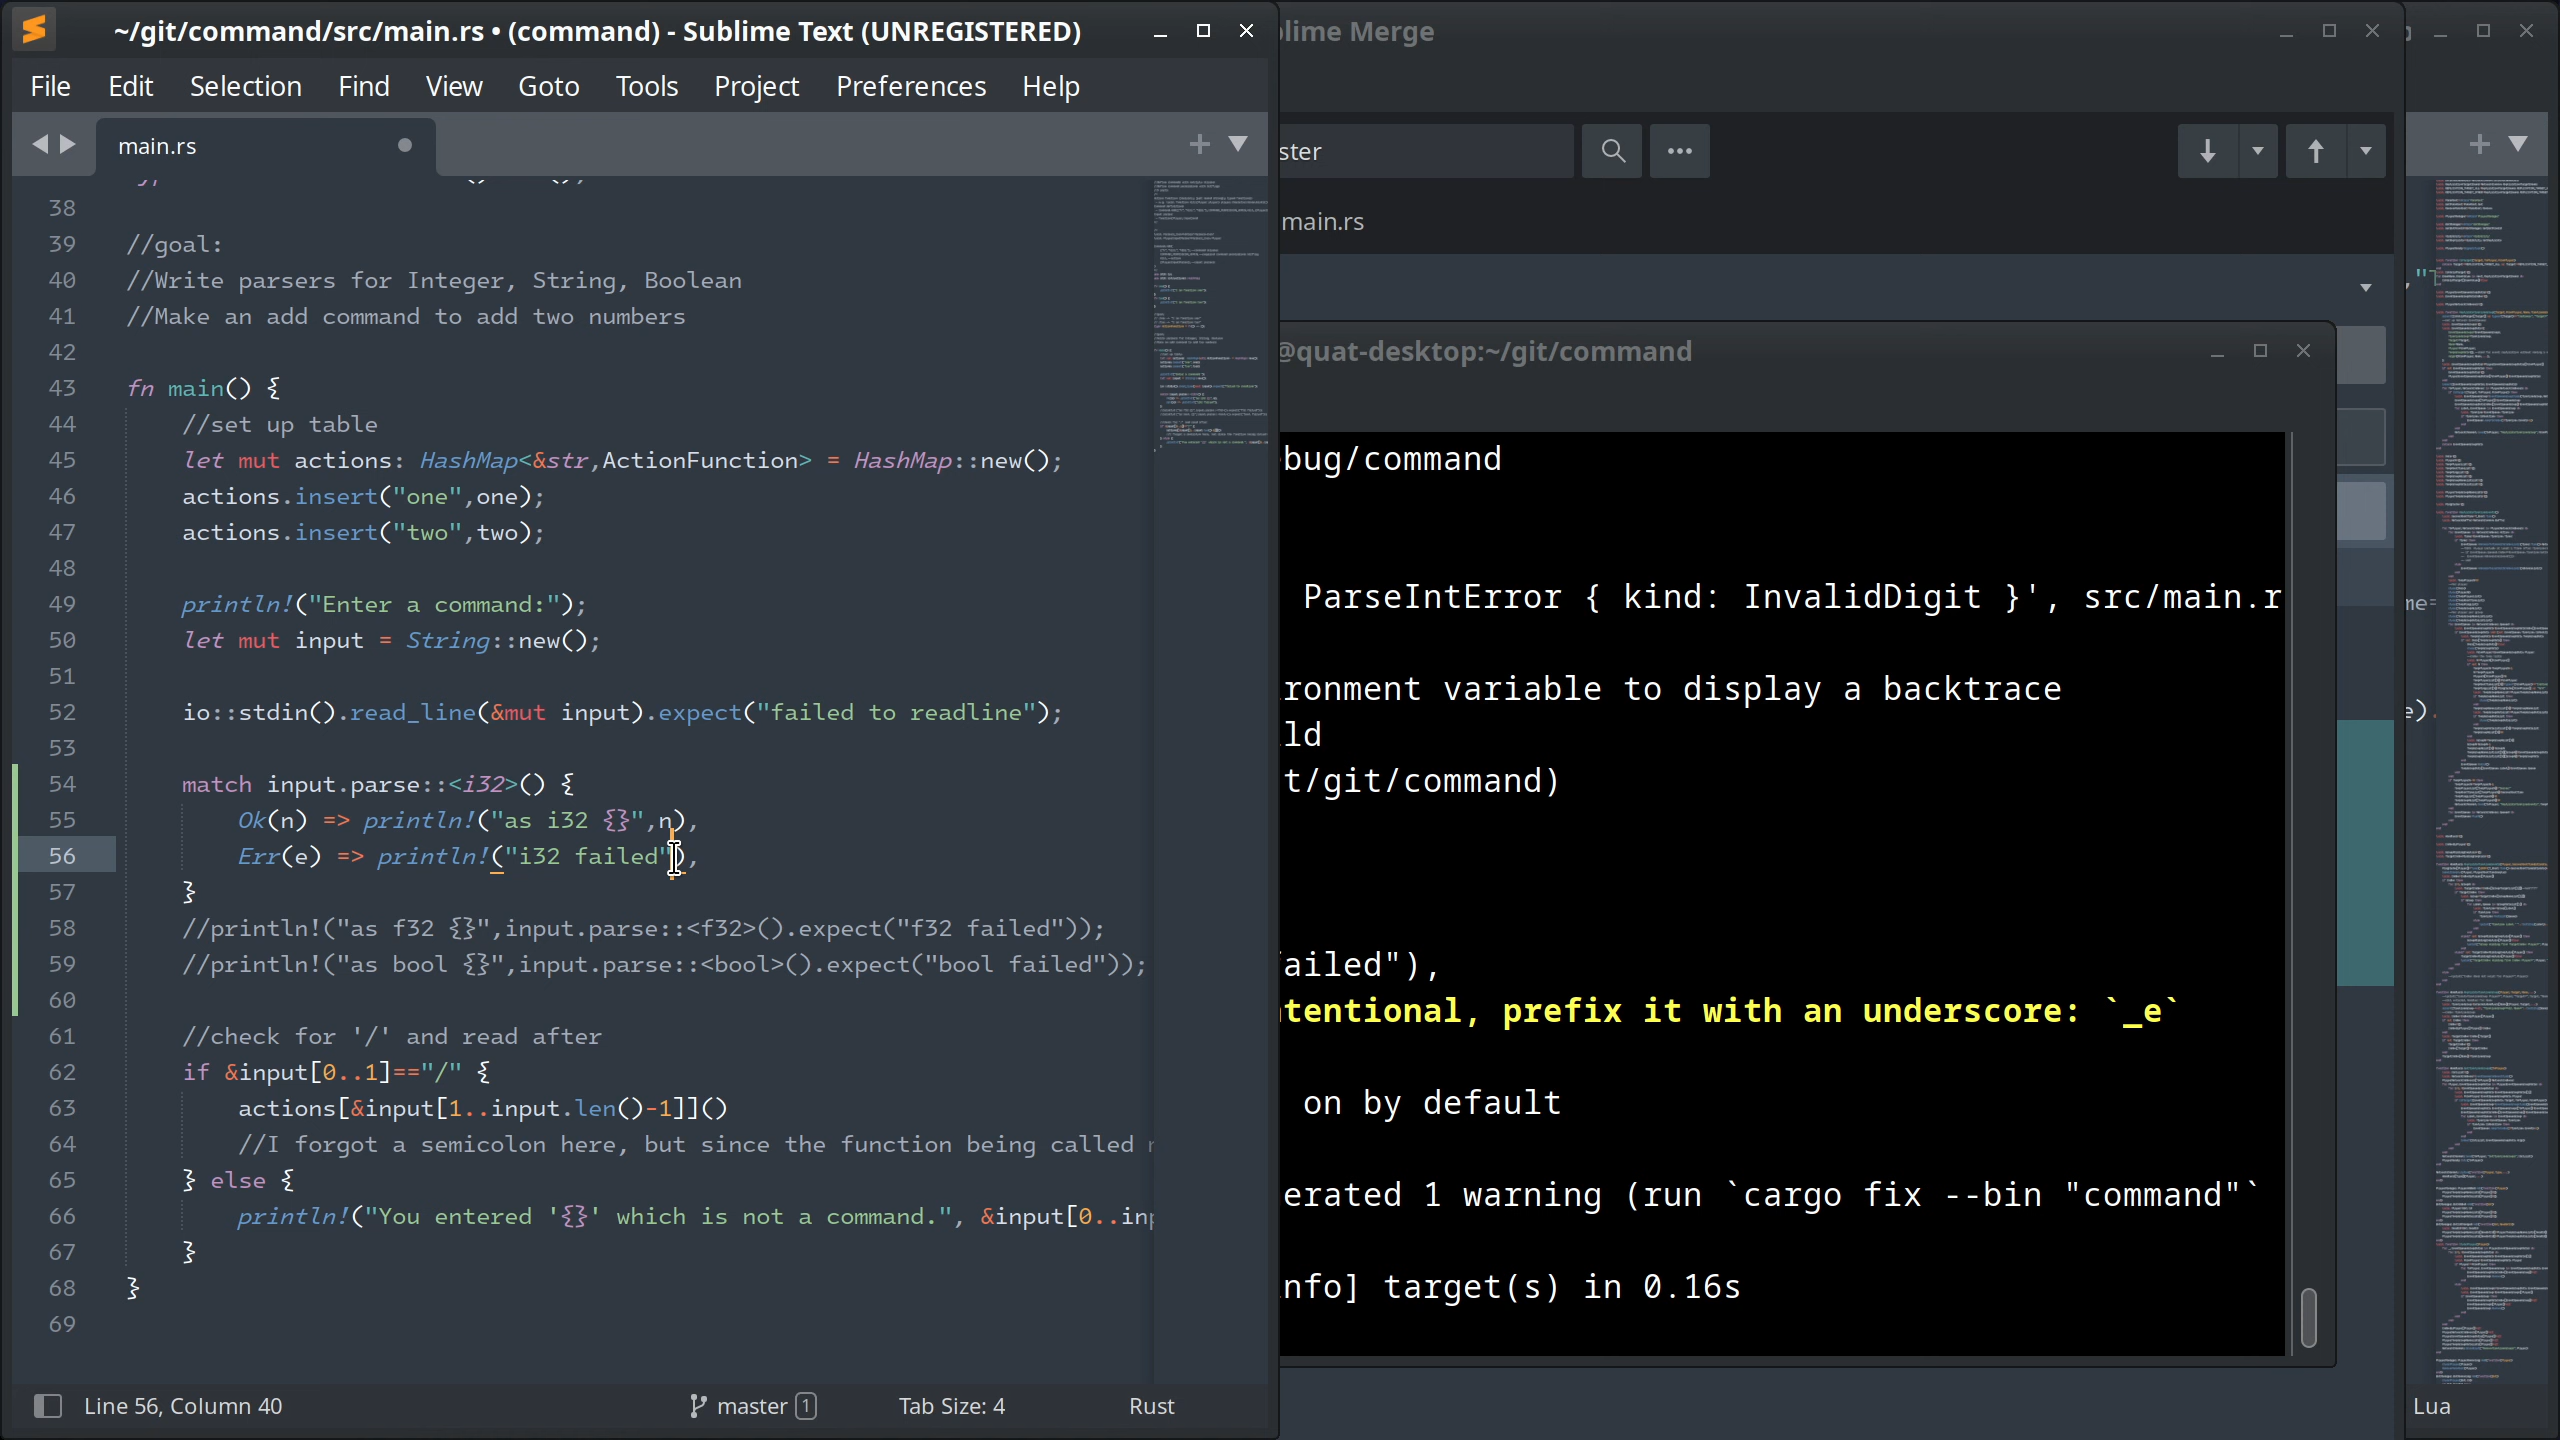 ~/git/command/src/main.rs • (command) - Sublime Text (UNREGISTERED)
File Edit Selection Find View Goto Tools Project Preferences Help
main.rs
38
39 //goal:
40 //Write parsers for Integer, String, Boolean
41 //Make an add command to add two numbers
42
43 fn main() {
44 //set up table
45 let mut actions: HashMap<&str,ActionFunction> = HashMap::new();
46 actions.insert("one",one);
47 actions.insert("two",two);
48
49 println!("Enter a command:");
50 let mut input = String::new();
51
52 io::stdin().read_line(&mut input).expect("failed to readline");
53
54 match input.parse::<i32>() {
55 Ok(n) => println!("as i32 {}",n),
56 Err(e) => println!("i32 failed"),
57 }
58 //println!("as f32 {}",input.parse::<f32>().expect("f32 failed"));
59 //println!("as bool {}",input.parse::<bool>().expect("bool failed"));
60
61 //check for '/' and read after
62 if &input[0..1]=="/" {
63 actions[&input[1..input.len()-1]]()
64 //I forgot a semicolon here, but since the function being called
65 } else {
66 println!("You entered '{}' which is not a command.", &input[0..inp
67 }
68 }
69
Line 56, Column 40 master 1 Tab Size: 4 Rust
blime Merge
ster
main.rs
@quat-desktop:~/git/command
bug/command
ParseIntError { kind: InvalidDigit }', src/main.r
ronment variable to display a backtrace
ld
t/git/command)
ailed"),
tentional, prefix it with an underscore: `_e`
on by default
erated 1 warning (run `cargo fix --bin "command"`
nfo] target(s) in 0.16s
,"T
me=
e).
Lua